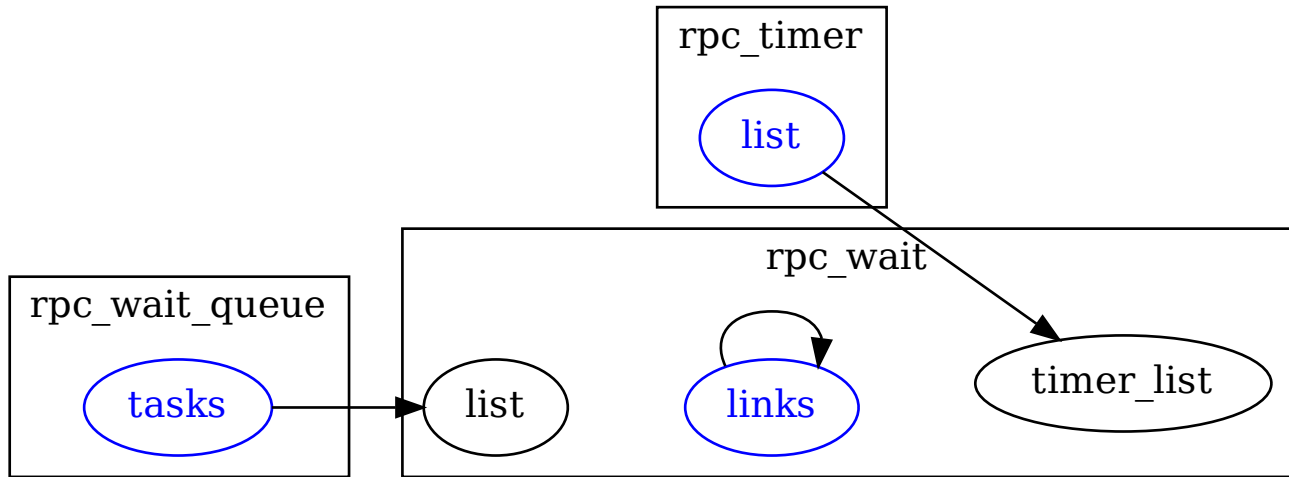 rpc_timer
list
rpc_wait
rpc_wait_queue
tasks
list
links
timer_list